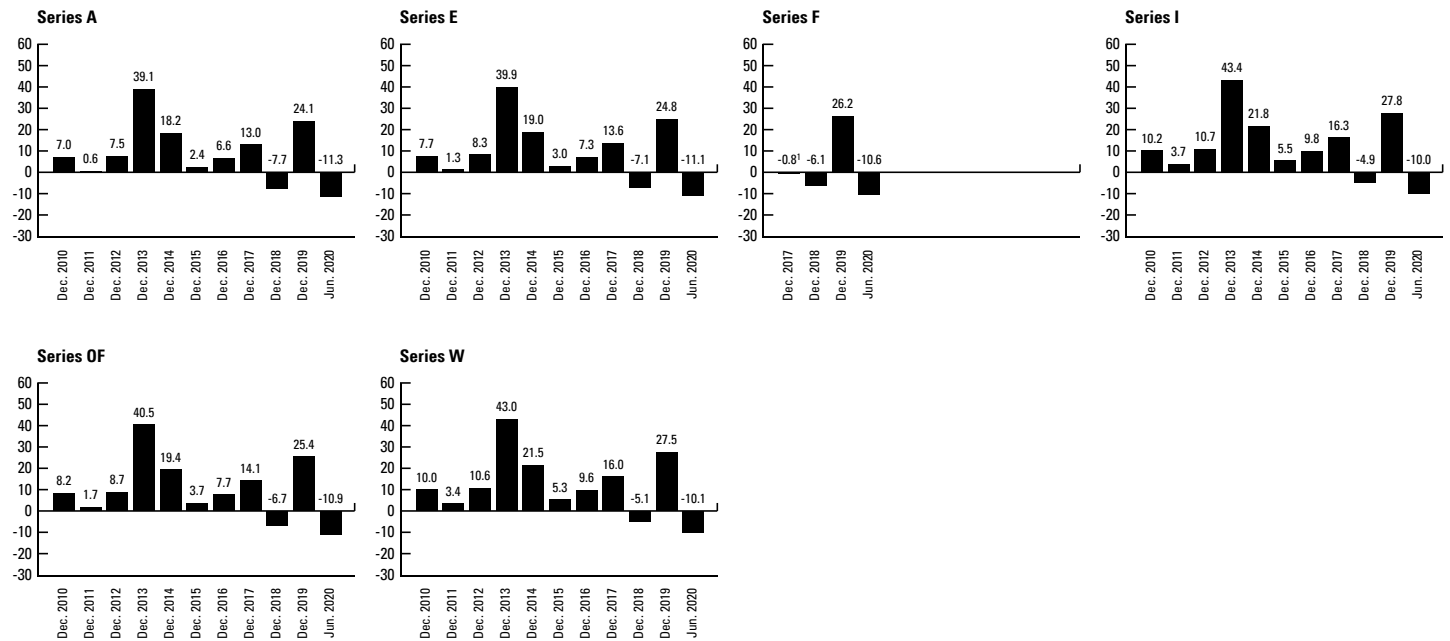 Series A
60
50
40
30
20
10
0
-10
-20
-30
7.0
0.6
7.5
39.1
18.2
2.4
6.6
13.0
-7.7
24.1
-11.3
Dec. 2010
Dec. 2011
Dec. 2012
Dec. 2013
Dec. 2014
Dec. 2015
Dec. 2016
Dec. 2017
Dec. 2018
Dec. 2019
Jun. 2020
Series E
60
50
40
30
20
10
0
-10
-20
-30
7.7
1.3
8.3
39.9
19.0
3.0
7.3
13.6
-7.1
24.8
-11.1
Dec. 2010
Dec. 2011
Dec. 2012
Dec. 2013
Dec. 2014
Dec. 2015
Dec. 2016
Dec. 2017
Dec. 2018
Dec. 2019
Jun. 2020
Series F
60
50
40
30
20
10
0
-10
-20
-30
-0.8¹
-6.1
26.2
-10.6
Dec. 2017
Dec. 2018
Dec. 2019
Jun. 2020
Series I
60
50
40
30
20
10
0
-10
-20
-30
10.2
3.7
10.7
43.4
21.8
5.5
9.8
16.3
-4.9
27.8
-10.0
Dec. 2010
Dec. 2011
Dec. 2012
Dec. 2013
Dec. 2014
Dec. 2015
Dec. 2016
Dec. 2017
Dec. 2018
Dec. 2019
Jun. 2020
Series OF
60
50
40
30
20
10
0
-10
-20
-30
8.2
1.7
8.7
40.5
19.4
3.7
7.7
14.1
-6.7
25.4
-10.9
Dec. 2010
Dec. 2011
Dec. 2012
Dec. 2013
Dec. 2014
Dec. 2015
Dec. 2016
Dec. 2017
Dec. 2018
Dec. 2019
Jun. 2020
Series W
60
50
40
30
20
10
0
-10
-20
-30
10.0
3.4
10.6
43.0
21.5
5.3
9.6
16.0
-5.1
27.5
-10.1
Dec. 2010
Dec. 2011
Dec. 2012
Dec. 2013
Dec. 2014
Dec. 2015
Dec. 2016
Dec. 2017
Dec. 2018
Dec. 2019
Jun. 2020